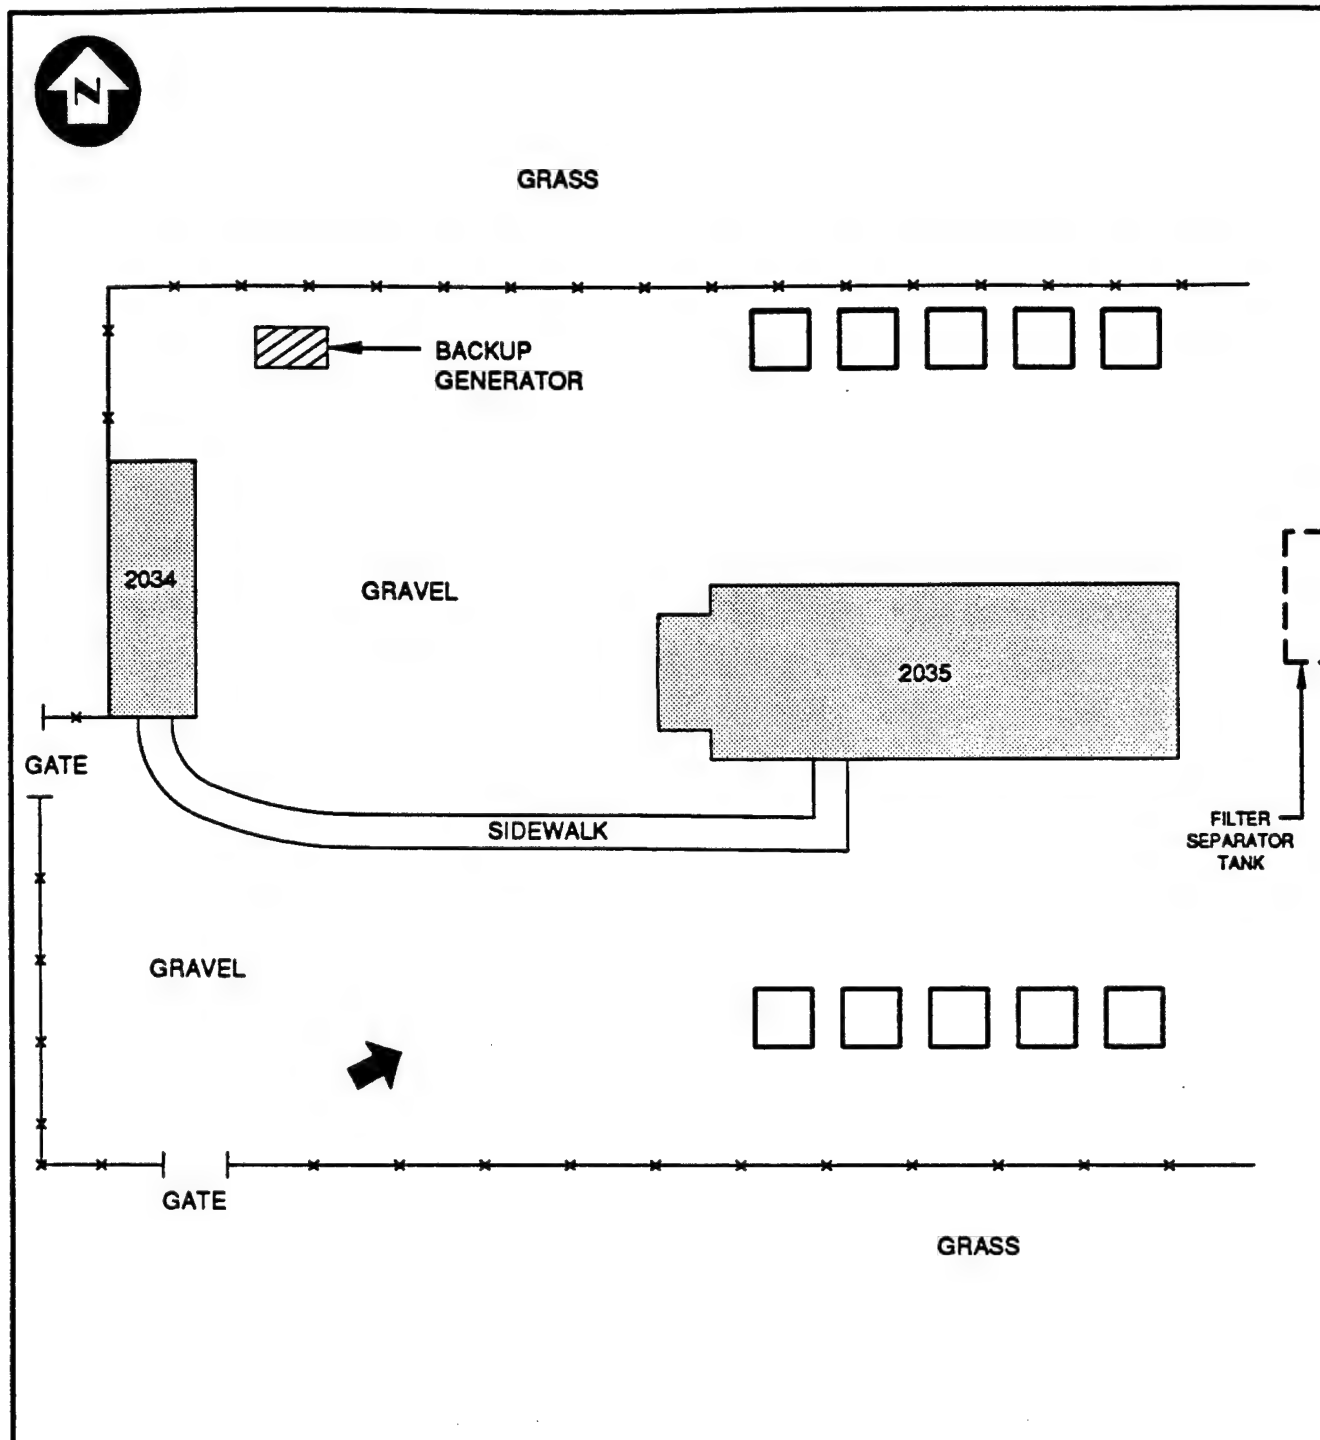 N
GRASS
BACKUP
GENERATOR
2034
GRAVEL
2035
GATE
SIDEWALK
FILTER
SEPARATOR
TANK
GRAVEL
GATE
GRASS